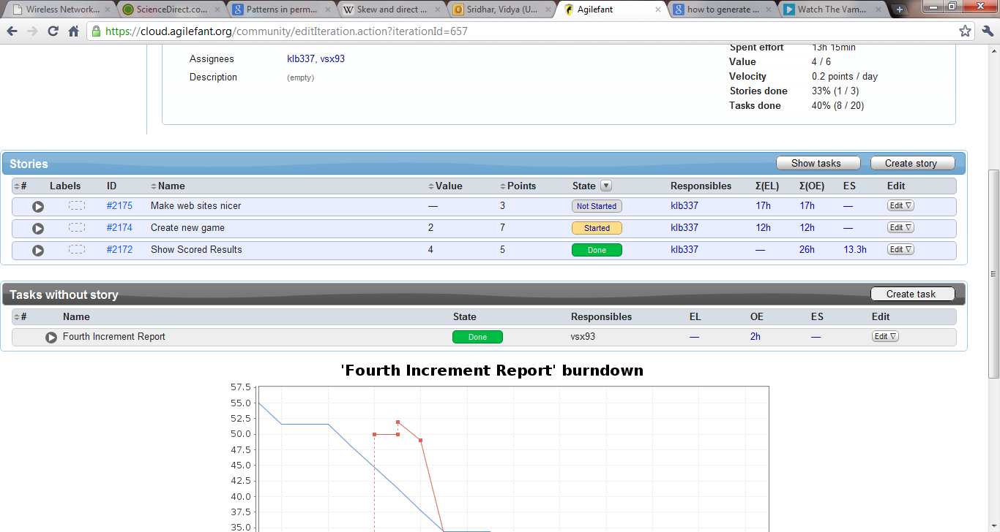 Wireless Network... ScienceDirect.co... Patterns in perm... Skew and direct ... Sridhar, Vidya (U... Agilefant how to generate ... Watch The Vam...
https://cloud.agilefant.org/community/editIteration.action?iterationId=657
Spent effort 13h 15min
Assignees klb337, vsx93
Value 4 / 6
Description (empty)
Velocity 0.2 points / day
Stories done 33% (1 / 3)
Tasks done 40% (8 / 20)
Stories Show tasks Create story
# Labels ID Name Value Points State Responsibles Σ(EL) Σ(OE) ES Edit
#2175 Make web sites nicer — 3 Not Started klb337 17h 17h — Edit ▽
#2174 Create new game 2 7 Started klb337 12h 12h — Edit ▽
#2172 Show Scored Results 4 5 Done klb337 — 26h 13.3h Edit ▽
Tasks without story Create task
# Name State Responsibles EL OE ES Edit
Fourth Increment Report Done vsx93 — 2h — Edit ▽
'Fourth Increment Report' burndown
57.5
55.0
52.5
50.0
47.5
45.0
42.5
40.0
37.5
35.0